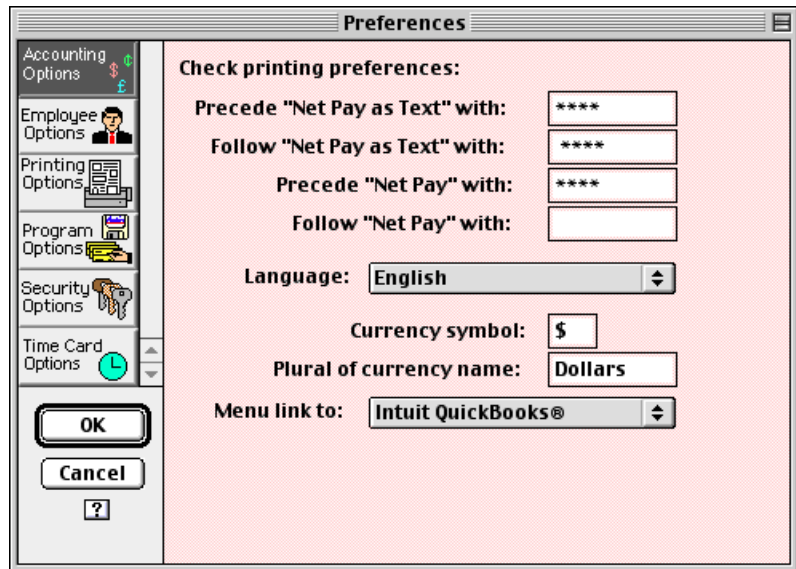 Preferences
Accounting
Options
$ ¢
£
Employee
Options
Printing
Options
Program
Options
Security
Options
Time Card
Options
OK
Cancel
?
Check printing preferences:
Precede "Net Pay as Text" with: ****
Follow "Net Pay as Text" with: ****
Precede "Net Pay" with: ****
Follow "Net Pay" with:
Language: English
Currency symbol: $
Plural of currency name: Dollars
Menu link to: Intuit QuickBooks®